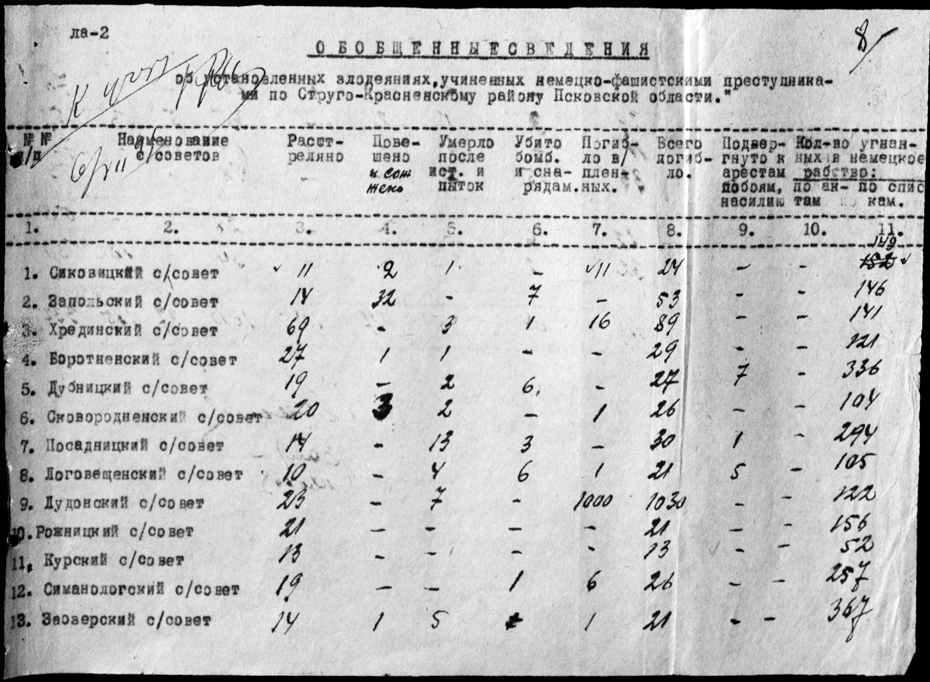 ла-2
8
О Б О Б Щ Е Н Н Ы Е С В Е Д Е Н И Я
об установленных злодеяниях, учиненных немецко-фашистскими преступника-
ми по Струго-Красненскому району Псковской области."
№ № п/п Наименование с/советов Расст-реляно Пове-шено и сож жено Умерло после ист. и пыток Убито бомб. и сна-рядам. Погиб-ло в/плен-ных. Всего погиб-ло. Подвер-гнуто к арестам побоям, насилию Кол-во угнан-ных в немецкое рабство: по ак-там по спис кам.
1. 2. 3. 4. 5. 6. 7. 8. 9. 10. 11.
149
1. Сиковицкий с/совет 11 2 1 - 11 24 - - 152
2. Запольский с/совет 14 32 - 7 - 53 - - 146
3. Хрединский с/совет 69 - 3 1 16 89 - - 141
4. Боротненский с/совет 27 1 1 - - 29 - - 121
5. Дубницкий с/совет 19 - 2 6 - 27 7 - 336
6. Сковородненский с/совет 20 3 2 - 1 26 - - 104
7. Посадницкий с/совет 14 - 13 3 - 30 1 - 294
8. Логовещенский с/совет 10 - 4 6 1 21 5 - 105
9. Лудонский с/совет 23 - 7 - 1000 1030 - - 122
10. Рожницкий с/совет 21 - - - - 21 - - 156
11. Курский с/совет 13 - - - - 13 - - 52
12. Симанологский с/совет 19 - - 1 6 26 - - 257
13. Заозерский с/совет 14 1 5 1 21 - - 367